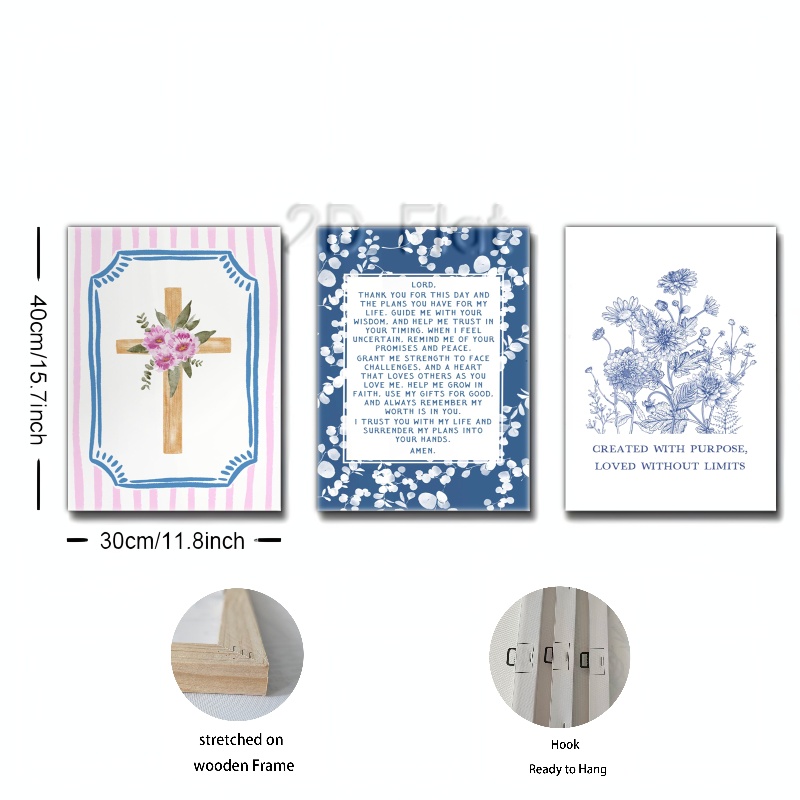 2D Flat
40cm/15.7inch
30cm/11.8inch
LORD,
THANK YOU FOR THIS DAY AND
THE PLANS YOU HAVE FOR MY
LIFE. GUIDE ME WITH YOUR
WISDOM, AND HELP ME TRUST IN
YOUR TIMING. WHEN I FEEL
UNCERTAIN, REMIND ME OF YOUR
PROMISES AND PEACE.
GRANT ME STRENGTH TO FACE
CHALLENGES, AND A HEART
THAT LOVES OTHERS AS YOU
LOVE ME. HELP ME GROW IN
FAITH, USE MY GIFTS FOR GOOD,
AND ALWAYS REMEMBER MY
WORTH IS IN YOU.
I TRUST YOU WITH MY LIFE AND
SURRENDER MY PLANS INTO
YOUR HANDS.
AMEN.
CREATED WITH PURPOSE,
LOVED WITHOUT LIMITS
stretched on
wooden Frame
Hook
Ready to Hang